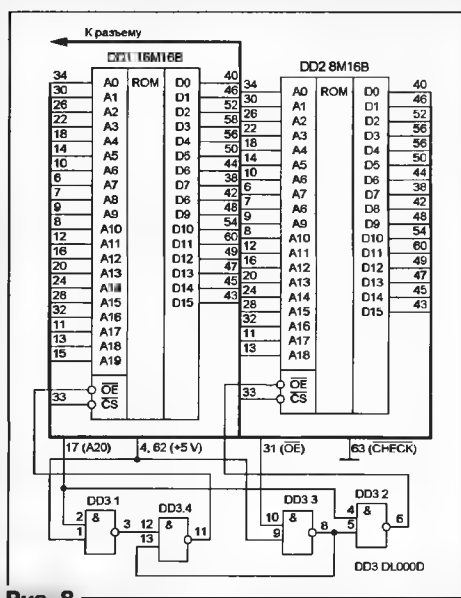 К разъему
16M16B
DD2 8M16B
34 A0 ROM D0 40
30 A1 D1 46
26 A2 D2 52
22 A3 D3 58
18 A4 D4 56
14 A5 D5 50
10 A6 D6 44
6 A7 D7 38
7 A8 D6 42
9 A9 D9 48
8 A10 D10 54
12 A11 D11 60
16 A12 D12 49
20 A13 D13 47
24 D14 45
28 A15 D15 43
32 A16
11 A17
13 A18
15 A19
OE
33 CS
34 A0 ROM D0 40
30 A1 D1 46
26 A2 D2 52
22 A3 D3 56
18 A4 D4 56
14 A5 D5 50
10 A6 D6 44
6 A7 D7 38
7 A6 D8 42
9 A9 D9 48
8 A10 D10 54
12 A11 D11 60
16 A12 D12 49
20 A13 D13 47
24 A14 D14 45
28 A15 D15 43
32 A16
11 A17
13 A18
OE
33 CS
17 (A20) 4, 62 (+5 V) 31 (OE) 63 (CHECK)
DD3 1 DD3.4 DD3 3 DD3 2
2 & 3 12 & 11 10 & 8 4 & 6
1 13 9 5
DD3 DL000D
Рис. 8